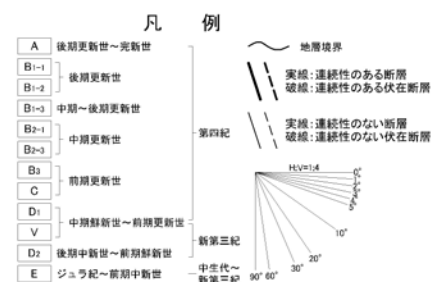 凡 例
A 後期更新世～完新世
B1-1
B1-2
後期更新世
B1-3 中期～後期更新世
B2-1
B2-3
中期更新世
B3
C
前期更新世
D1
V
中期鮮新世～前期更新世
D2 後期中新世～前期鮮新世
E ジュラ紀～前期中新世
第四紀
新第三紀
中生代～
新第三紀
地層境界
実線：連続性のある断層
破線：連続性のある伏在断層
実線：連続性のない断層
破線：連続性のない伏在断層
H:V=1:4
0°
1°
2°
3°
4°
5°
10°
20°
30°
60°
90°